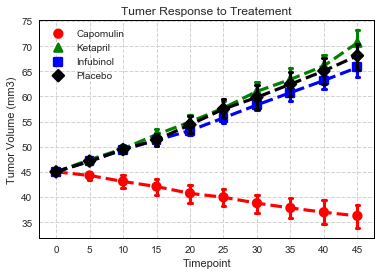 Tumer Response to Treatement
75
70
65
60
55
50
45
40
35
Tumor Volume (mm3)
Capomulin
Ketapril
Infubinol
Placebo
0 5 10 15 20 25 30 35 40 45
Timepoint